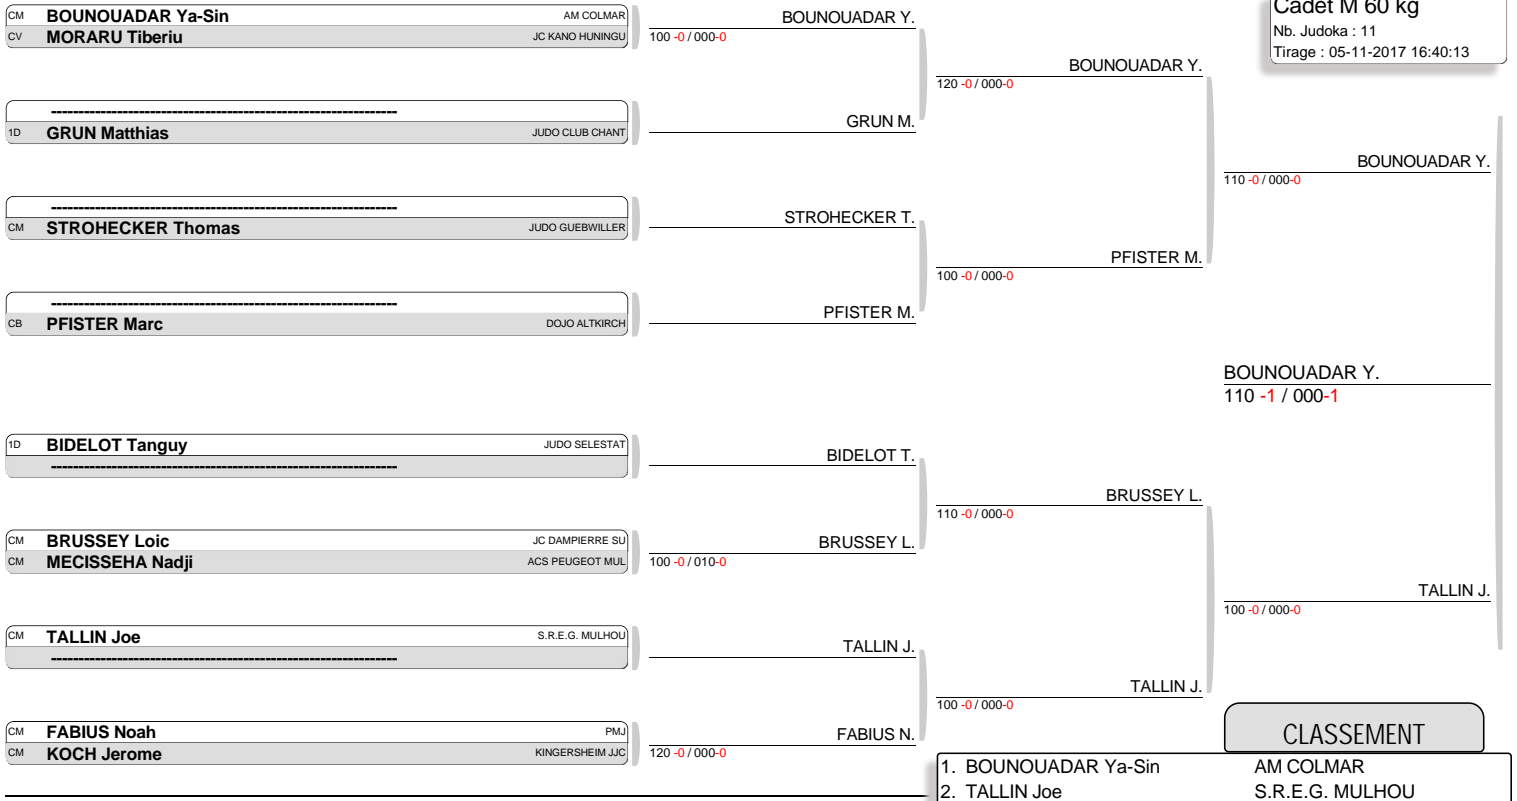 Cadet M 60 kg
Nb. Judoka : 11
Tirage : 05-11-2017 16:40:13
CM BOUNOUADAR Ya-Sin AM COLMAR
CV MORARU Tiberiu JC KANO HUNINGU
1D GRUN Matthias JUDO CLUB CHANT
CM STROHECKER Thomas JUDO GUEBWILLER
CB PFISTER Marc DOJO ALTKIRCH
1D BIDELOT Tanguy JUDO SELESTAT
CM BRUSSEY Loic JC DAMPIERRE SU
CM MECISSEHA Nadji ACS PEUGEOT MUL
CM TALLIN Joe S.R.E.G. MULHOU
CM FABIUS Noah PMJ
CM KOCH Jerome KINGERSHEIM JJC
BOUNOUADAR Y.
100 -0 / 000-0
GRUN M.
STROHECKER T.
PFISTER M.
BIDELOT T.
BRUSSEY L.
100 -0 / 010-0
TALLIN J.
FABIUS N.
120 -0 / 000-0
BOUNOUADAR Y.
120 -0 / 000-0
PFISTER M.
100 -0 / 000-0
BRUSSEY L.
110 -0 / 000-0
TALLIN J.
100 -0 / 000-0
BOUNOUADAR Y.
110 -0 / 000-0
BOUNOUADAR Y.
110 -1 / 000-1
TALLIN J.
100 -0 / 000-0
CLASSEMENT
1. BOUNOUADAR Ya-Sin AM COLMAR
2. TALLIN Joe S.R.E.G. MULHOU